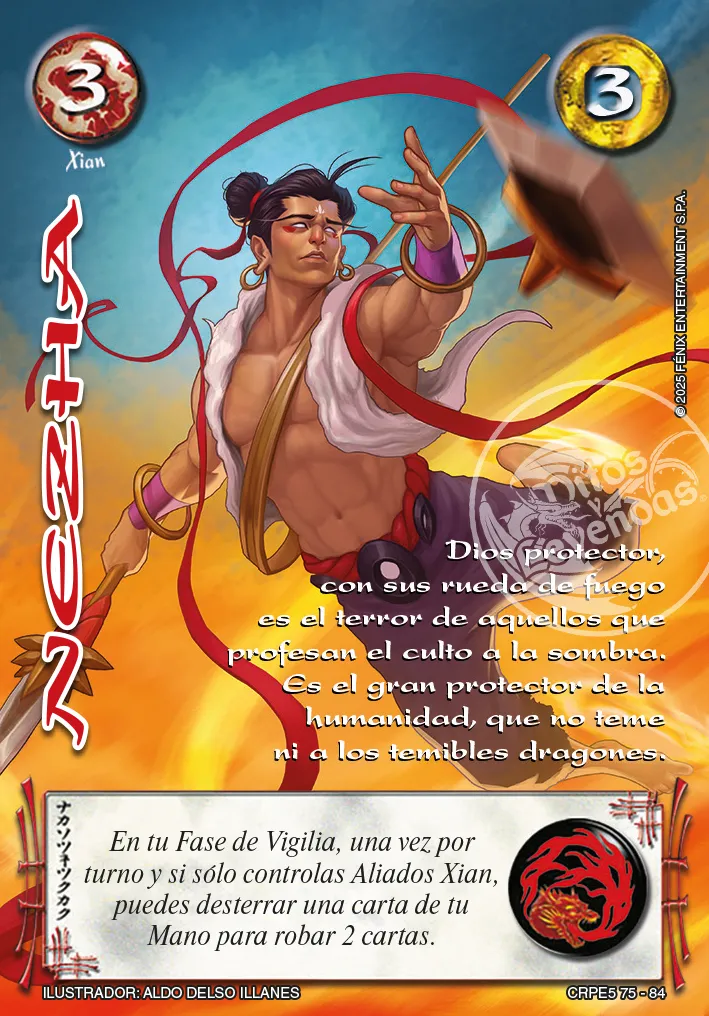 3
Xian
3
NEZHA
© 2025 FÉNIX ENTERTAINMENT S.P.A.
Mitos
y
Leyendas®
Dios protector,
con sus rueda de fuego
es el terror de aquellos que
profesan el culto a la sombra.
Es el gran protector de la
humanidad, que no teme
ni a los temibles dragones.
ナカソツネツクカク
En tu Fase de Vigilia, una vez por
turno y si sólo controlas Aliados Xian,
puedes desterrar una carta de tu
Mano para robar 2 cartas.
ILUSTRADOR: ALDO DELSO ILLANES
CRPE5 75 - 84